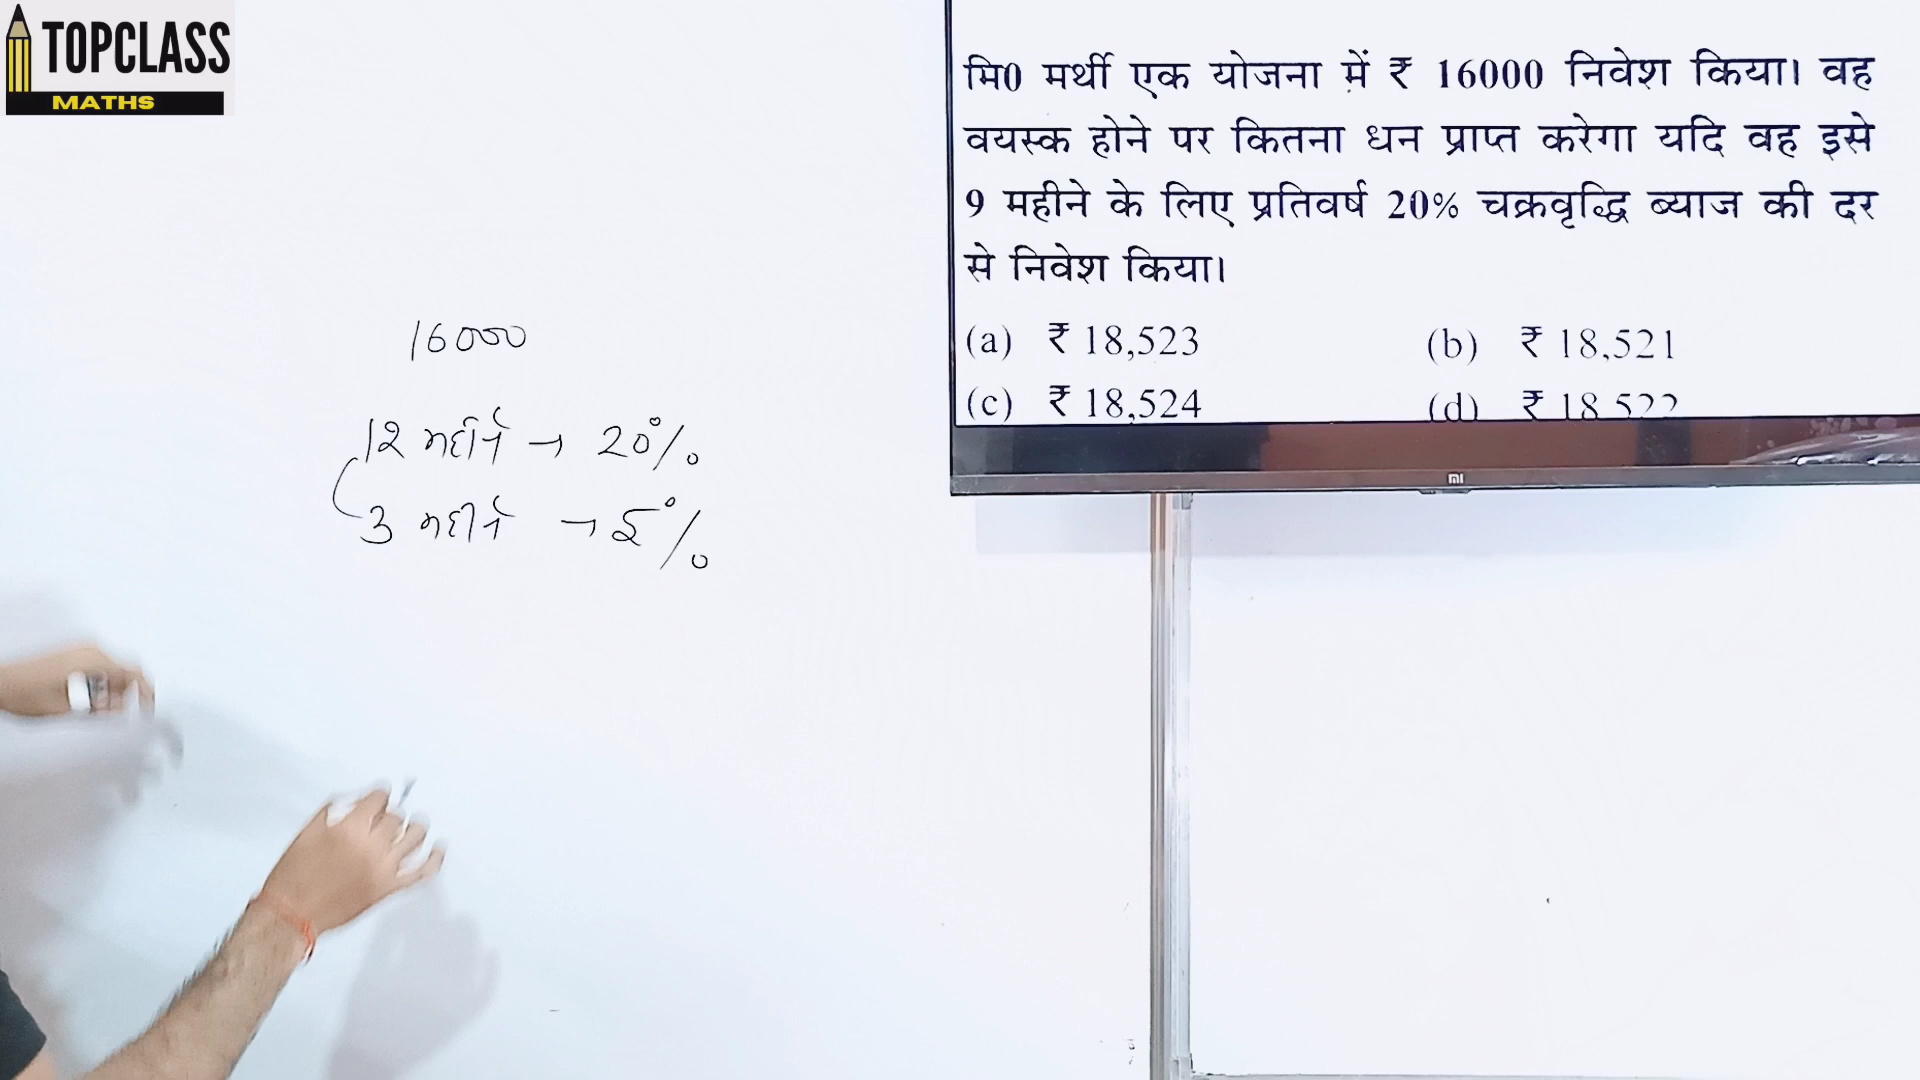 TOPCLASS
MATHS
मि0 मर्थी एक योजना में ₹ 16000 निवेश किया। वह
वयस्क होने पर कितना धन प्राप्त करेगा यदि वह इसे
9 महीने के लिए प्रतिवर्ष 20% चक्रवृद्धि ब्याज की दर
से निवेश किया।
(a) ₹ 18,523 (b) ₹ 18,521
(c) ₹ 18,524 (d) ₹ 18,522
mi
16000
12 महीने → 20%
3 महीने → 5%